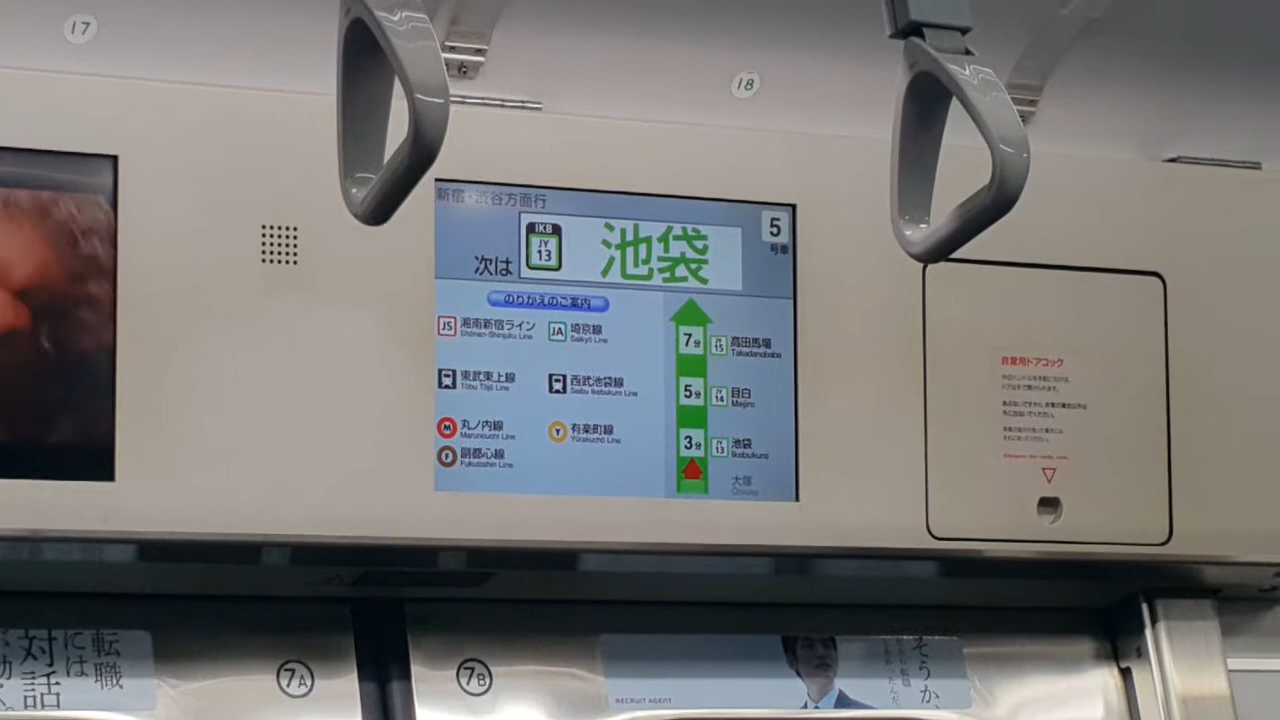 17
18
新宿・渋谷方面行
5
号車
次は
IKB
JY
13
池袋
のりかえのご案内
JS 湘南新宿ライン
Shōnan-Shinjuku Line
JA 埼京線
Saikyō Line
東武東上線
Tōbu Tōjō Line
西武池袋線
Seibu Ikebukuro Line
M 丸ノ内線
Marunouchi Line
Y 有楽町線
Yūrakuchō Line
F 副都心線
Fukutoshin Line
7分 JY 15 高田馬場
Takadanobaba
5分 JY 14 目白
Mejiro
3分 JY 13 池袋
Ikebukuro
大塚
Otsuka
非常用ドアコック
転職
には
対話
7A
7B
RECRUIT AGENT
そうか、